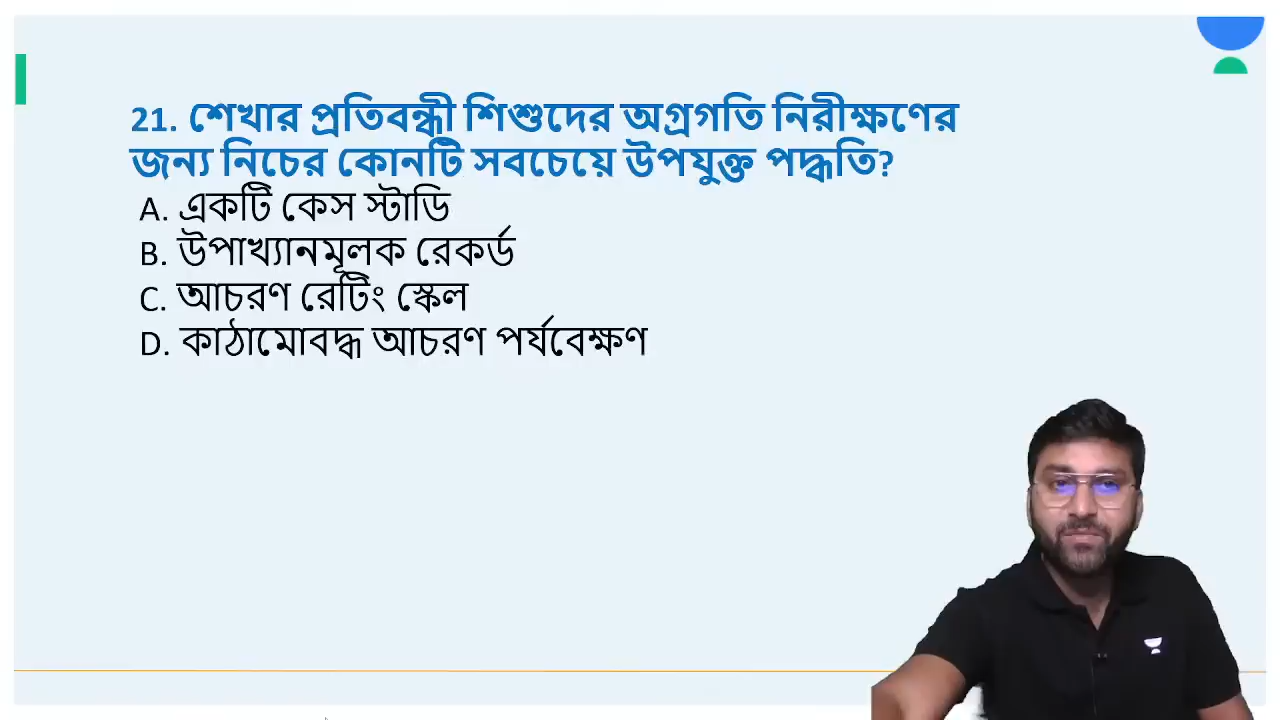 21. শেখার প্রতিবন্ধী শিশুদের অগ্রগতি নিরীক্ষণের
জন্য নিচের কোনটি সবচেয়ে উপযুক্ত পদ্ধতি?
A. একটি কেস স্টাডি
B. উপাখ্যানমূলক রেকর্ড
C. আচরণ রেটিং স্কেল
D. কাঠামোবদ্ধ আচরণ পর্যবেক্ষণ